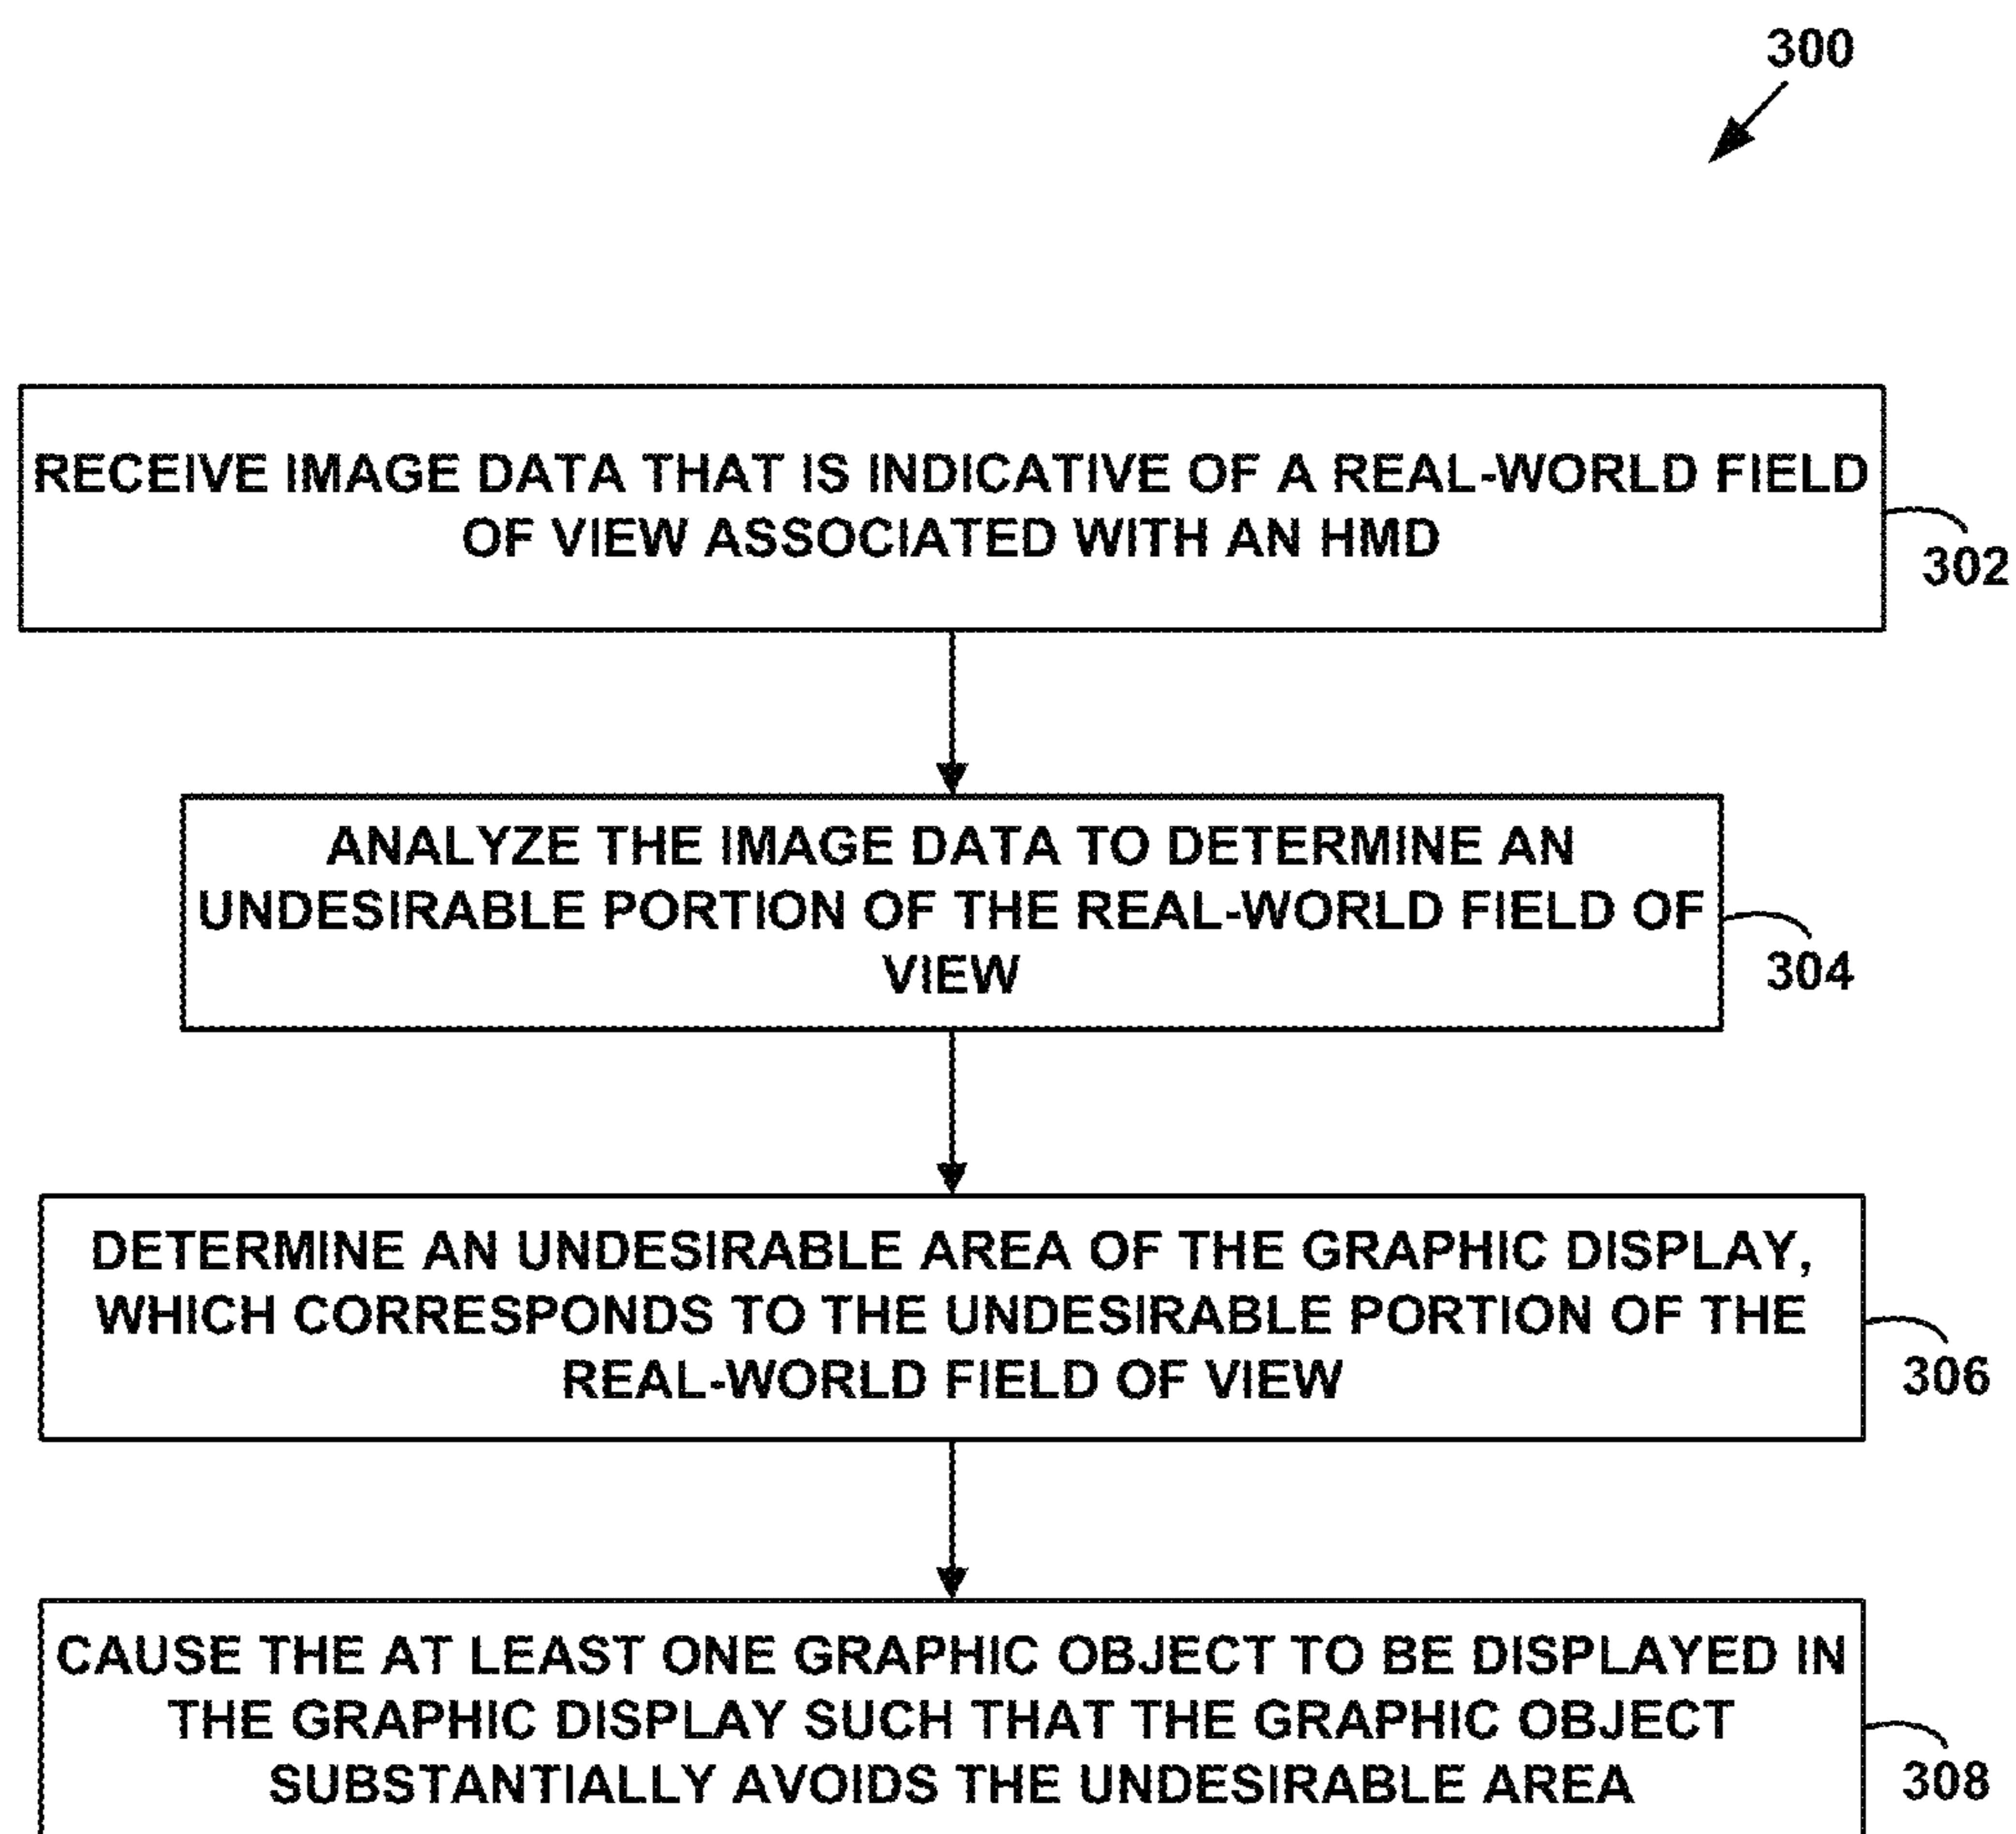 300
RECEIVE IMAGE DATA THAT IS INDICATIVE OF A REAL-WORLD FIELD
OF VIEW ASSOCIATED WITH AN HMD
302
ANALYZE THE IMAGE DATA TO DETERMINE AN
UNDESIRABLE PORTION OF THE REAL-WORLD FIELD OF
VIEW
304
DETERMINE AN UNDESIRABLE AREA OF THE GRAPHIC DISPLAY,
WHICH CORRESPONDS TO THE UNDESIRABLE PORTION OF THE
REAL-WORLD FIELD OF VIEW
306
CAUSE THE AT LEAST ONE GRAPHIC OBJECT TO BE DISPLAYED IN
THE GRAPHIC DISPLAY SUCH THAT THE GRAPHIC OBJECT
SUBSTANTIALLY AVOIDS THE UNDESIRABLE AREA
308